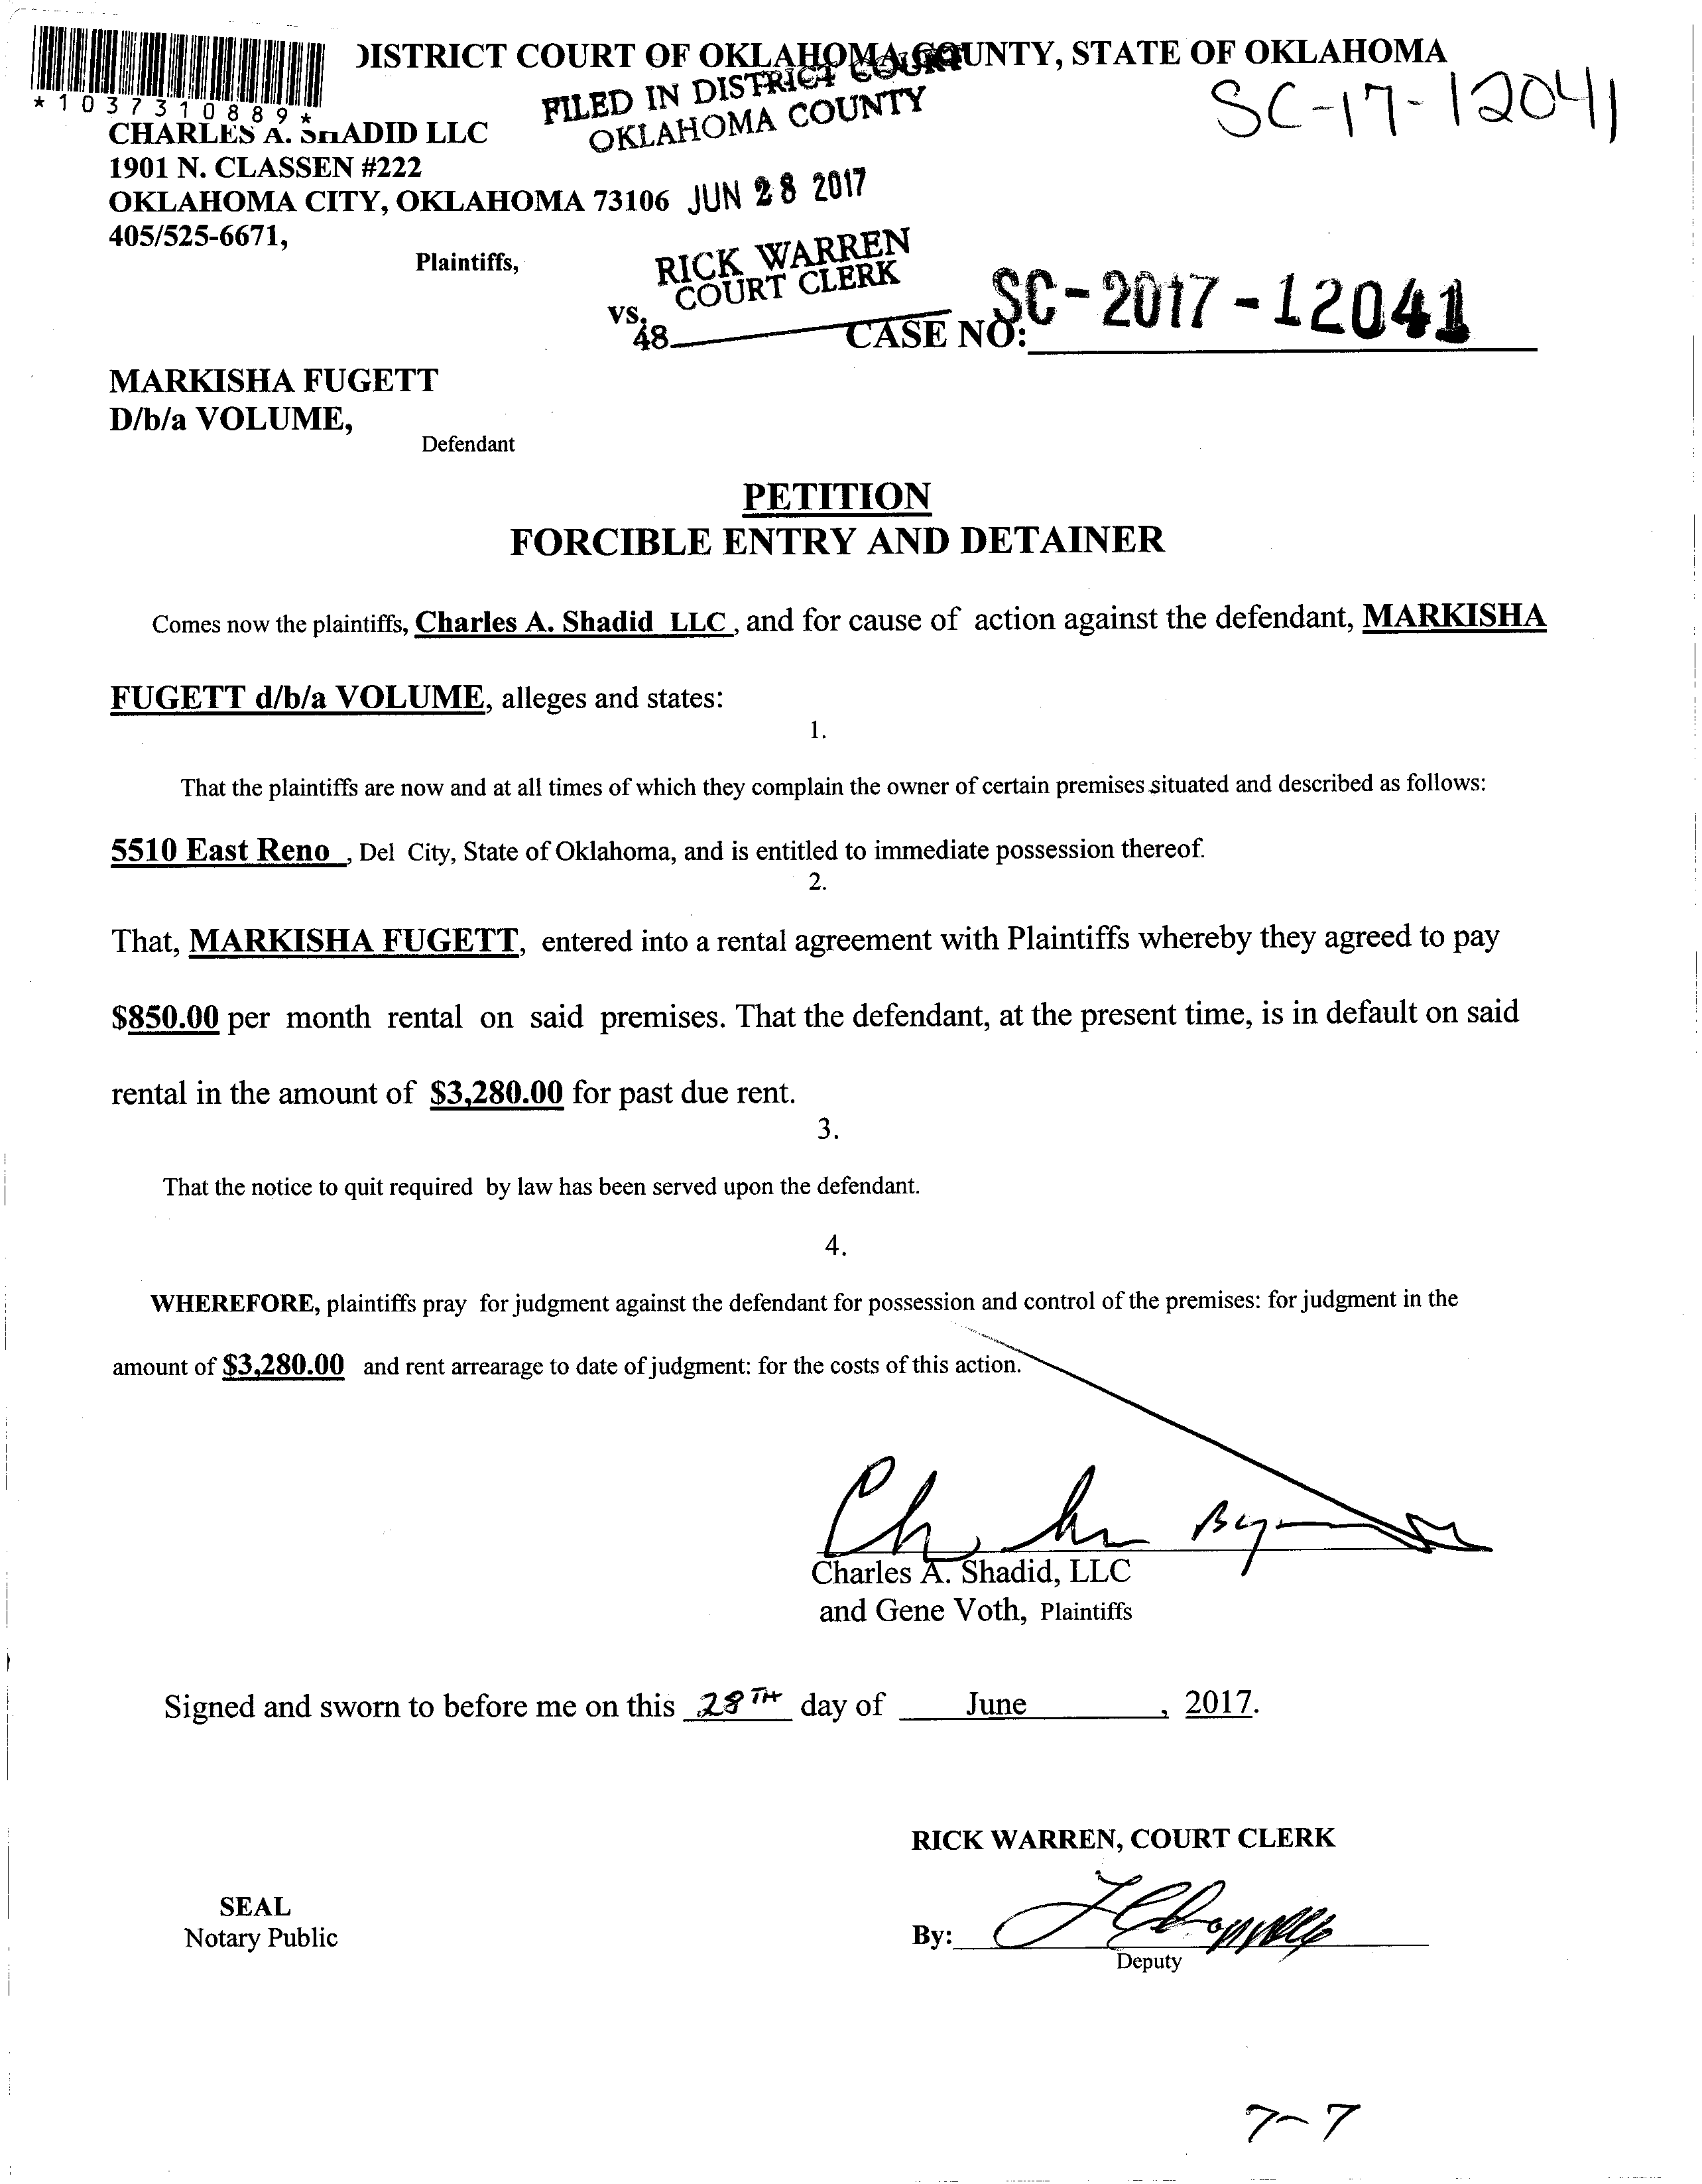 DISTRICT COURT OF OKLAHOMA COUNTY, STATE OF OKLAHOMA
*1037310889*
FILED IN DISTRICT COURT
OKLAHOMA COUNTY
SC-17-12041
CHARLES A. SHADID LLC
1901 N. CLASSEN #222
OKLAHOMA CITY, OKLAHOMA 73106
JUN 28 2017
405/525-6671,
Plaintiffs,
RICK WARREN
COURT CLERK
vs.
48
CASE NO: SC-2017-12041
MARKISHA FUGETT
D/b/a VOLUME,
Defendant
PETITION
FORCIBLE ENTRY AND DETAINER
Comes now the plaintiffs, Charles A. Shadid LLC , and for cause of action against the defendant, MARKISHA
FUGETT d/b/a VOLUME, alleges and states:
1.
That the plaintiffs are now and at all times of which they complain the owner of certain premises situated and described as follows:
5510 East Reno , Del City, State of Oklahoma, and is entitled to immediate possession thereof.
2.
That, MARKISHA FUGETT, entered into a rental agreement with Plaintiffs whereby they agreed to pay
$850.00 per month rental on said premises. That the defendant, at the present time, is in default on said
rental in the amount of $3,280.00 for past due rent.
3.
That the notice to quit required by law has been served upon the defendant.
4.
WHEREFORE, plaintiffs pray for judgment against the defendant for possession and control of the premises: for judgment in the
amount of $3,280.00 and rent arrearage to date of judgment: for the costs of this action.
By
Charles A. Shadid, LLC
and Gene Voth, Plaintiffs
Signed and sworn to before me on this 28TH day of June , 2017.
RICK WARREN, COURT CLERK
SEAL
Notary Public
By:
Deputy
7-7